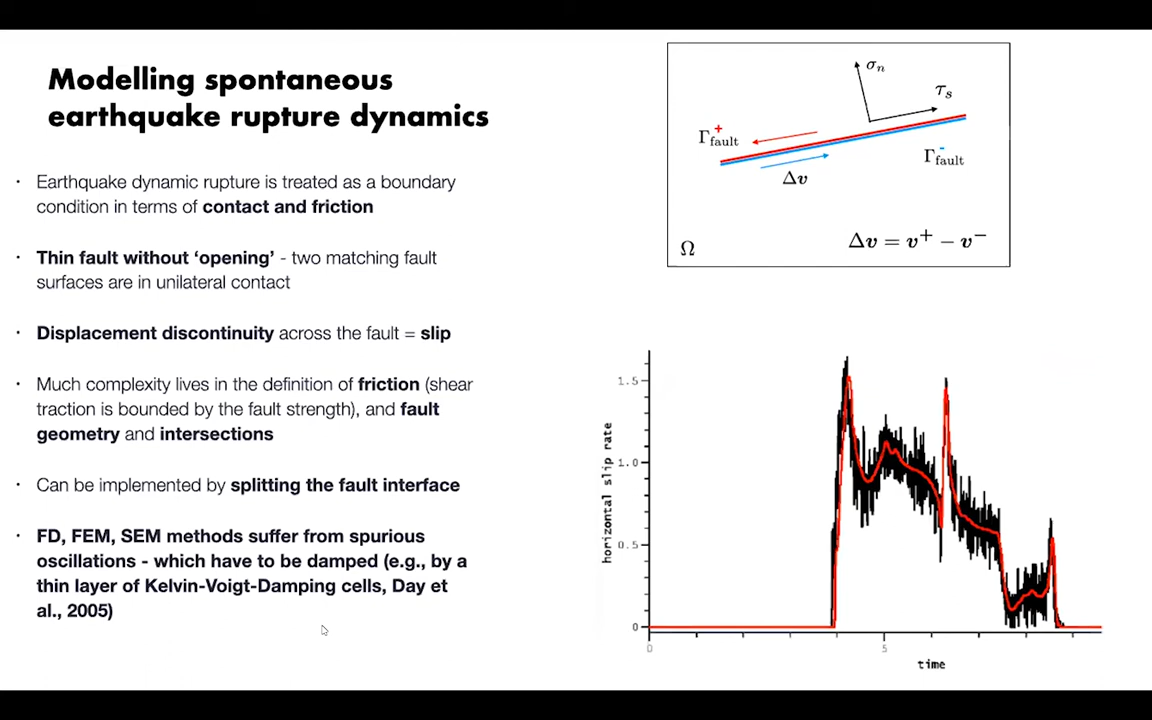 Modelling spontaneous
earthquake rupture dynamics
· Earthquake dynamic rupture is treated as a boundary
condition in terms of contact and friction
· Thin fault without ‘opening’ - two matching fault
surfaces are in unilateral contact
· Displacement discontinuity across the fault = slip
· Much complexity lives in the definition of friction (shear
traction is bounded by the fault strength), and fault
geometry and intersections
· Can be implemented by splitting the fault interface
· FD, FEM, SEM methods suffer from spurious
oscillations - which have to be damped (e.g., by a
thin layer of Kelvin-Voigt-Damping cells, Day et
al., 2005)
σn
τs
Γ+fault
Γ-fault
Δv
Δv = v+ − v−
Ω
1.5
1.0
0.5
0
horizontal slip rate
0
5
time